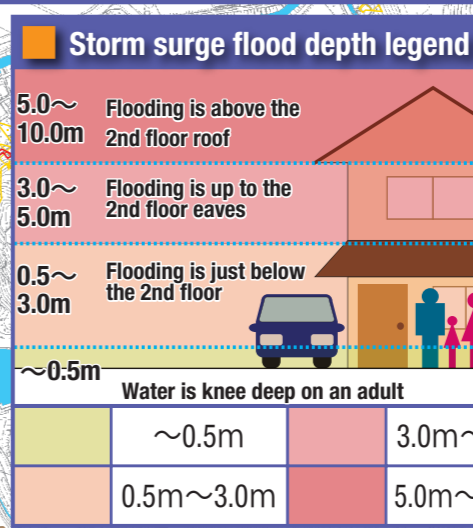 Storm surge flood depth legend
5.0～
10.0m
Flooding is above the
2nd floor roof
3.0～
5.0m
Flooding is up to the
2nd floor eaves
0.5～
3.0m
Flooding is just below
the 2nd floor
～0.5m
Water is knee deep on an adult
～0.5m
3.0m～
0.5m～3.0m
5.0m～